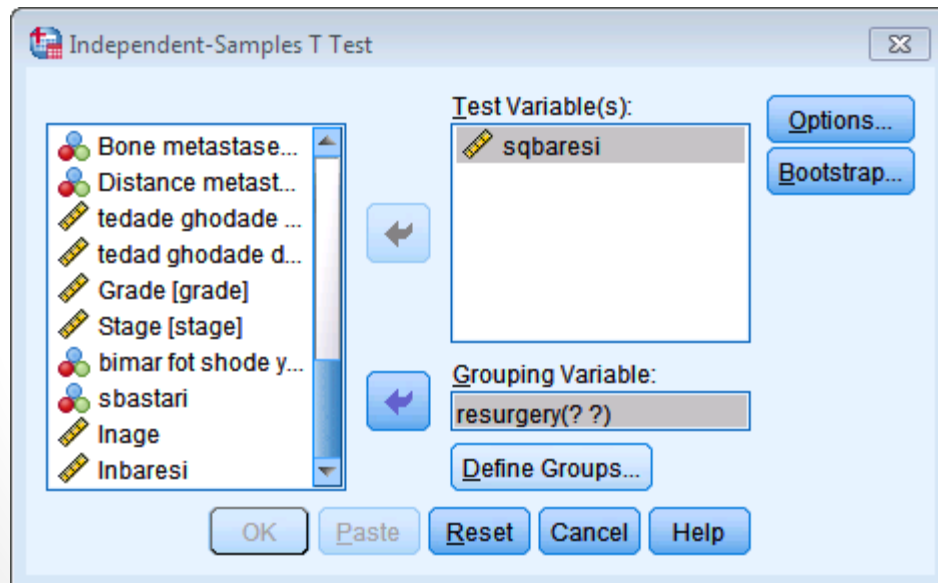 Independent-Samples T Test
Bone metastase...
Distance metast...
tedade ghodade ...
tedad ghodade d...
Grade [grade]
Stage [stage]
bimar fot shode y...
sbastari
lnage
lnbaresi
Test Variable(s):
sqbaresi
Grouping Variable:
resurgery(? ?)
Define Groups...
Options...
Bootstrap...
OK
Paste
Reset
Cancel
Help